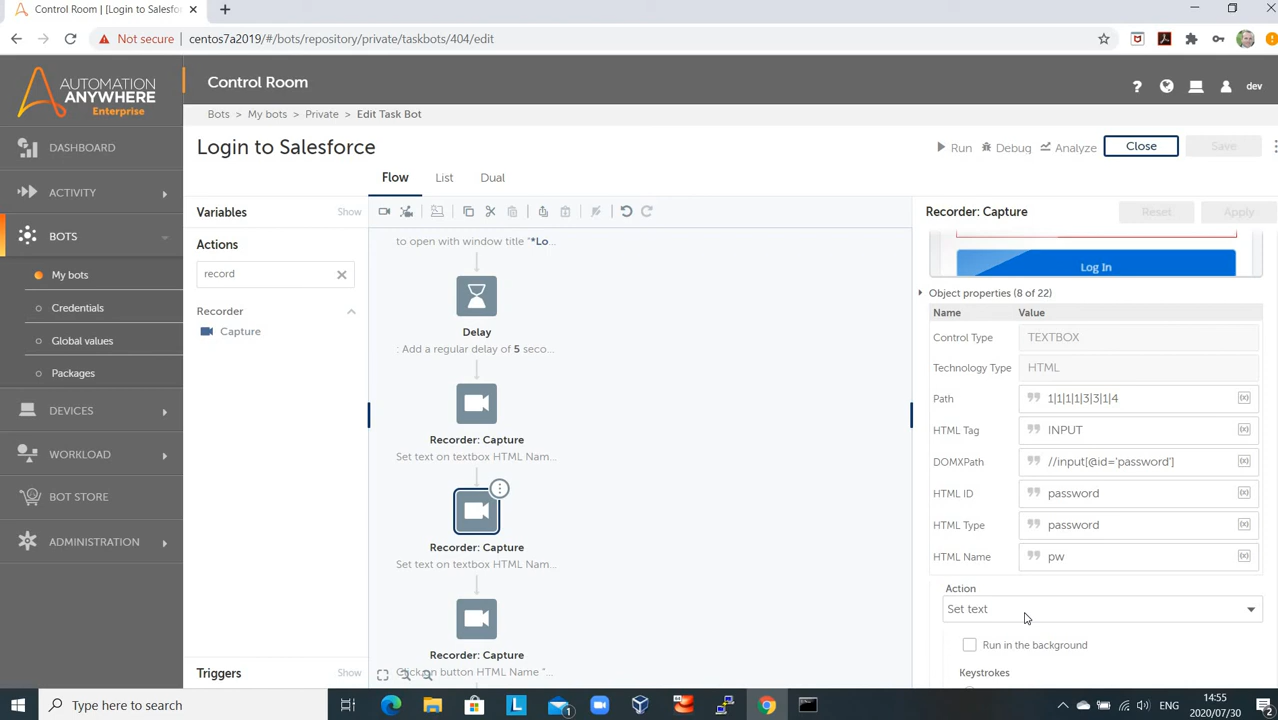 Control Room | [Login to Salesfo
Not secure
centos7a2019/#/bots/repository/private/taskbots/404/edit
AUTOMATION
ANYWHERE
Enterprise
Control Room
dev
Bots > My bots > Private > Edit Task Bot
Login to Salesforce
Run
Debug
Analyze
Close
Save
Flow
List
Dual
DASHBOARD
ACTIVITY
BOTS
My bots
Credentials
Global values
Packages
DEVICES
WORKLOAD
BOT STORE
ADMINISTRATION
Variables
Show
Actions
record
Recorder
Capture
Triggers
Show
to open with window title "*Lo...
Delay
: Add a regular delay of 5 seco...
Recorder: Capture
Set text on textbox HTML Nam...
Recorder: Capture
Set text on textbox HTML Nam...
Recorder: Capture
Click on button HTML Name "...
Recorder: Capture
Reset
Apply
Log In
Object properties (8 of 22)
Name
Value
Control Type
TEXTBOX
Technology Type
HTML
Path
1|1|1|1|3|3|1|4
HTML Tag
INPUT
DOMXPath
//input[@id='password']
HTML ID
password
HTML Type
password
HTML Name
pw
Action
Set text
Run in the background
Keystrokes
Type here to search
1
ENG
14:55
2020/07/30
2